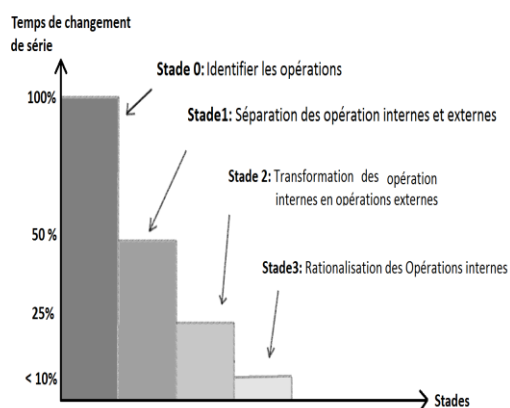 Temps de changement
de série
Stade 0: Identifier les opérations
100%
Stade1: Séparation des opération internes et externes
Stade 2: Transformation des opération
internes en opérations externes
50 %
Stade3: Rationalisation des Opérations internes
25%
< 10%
Stades